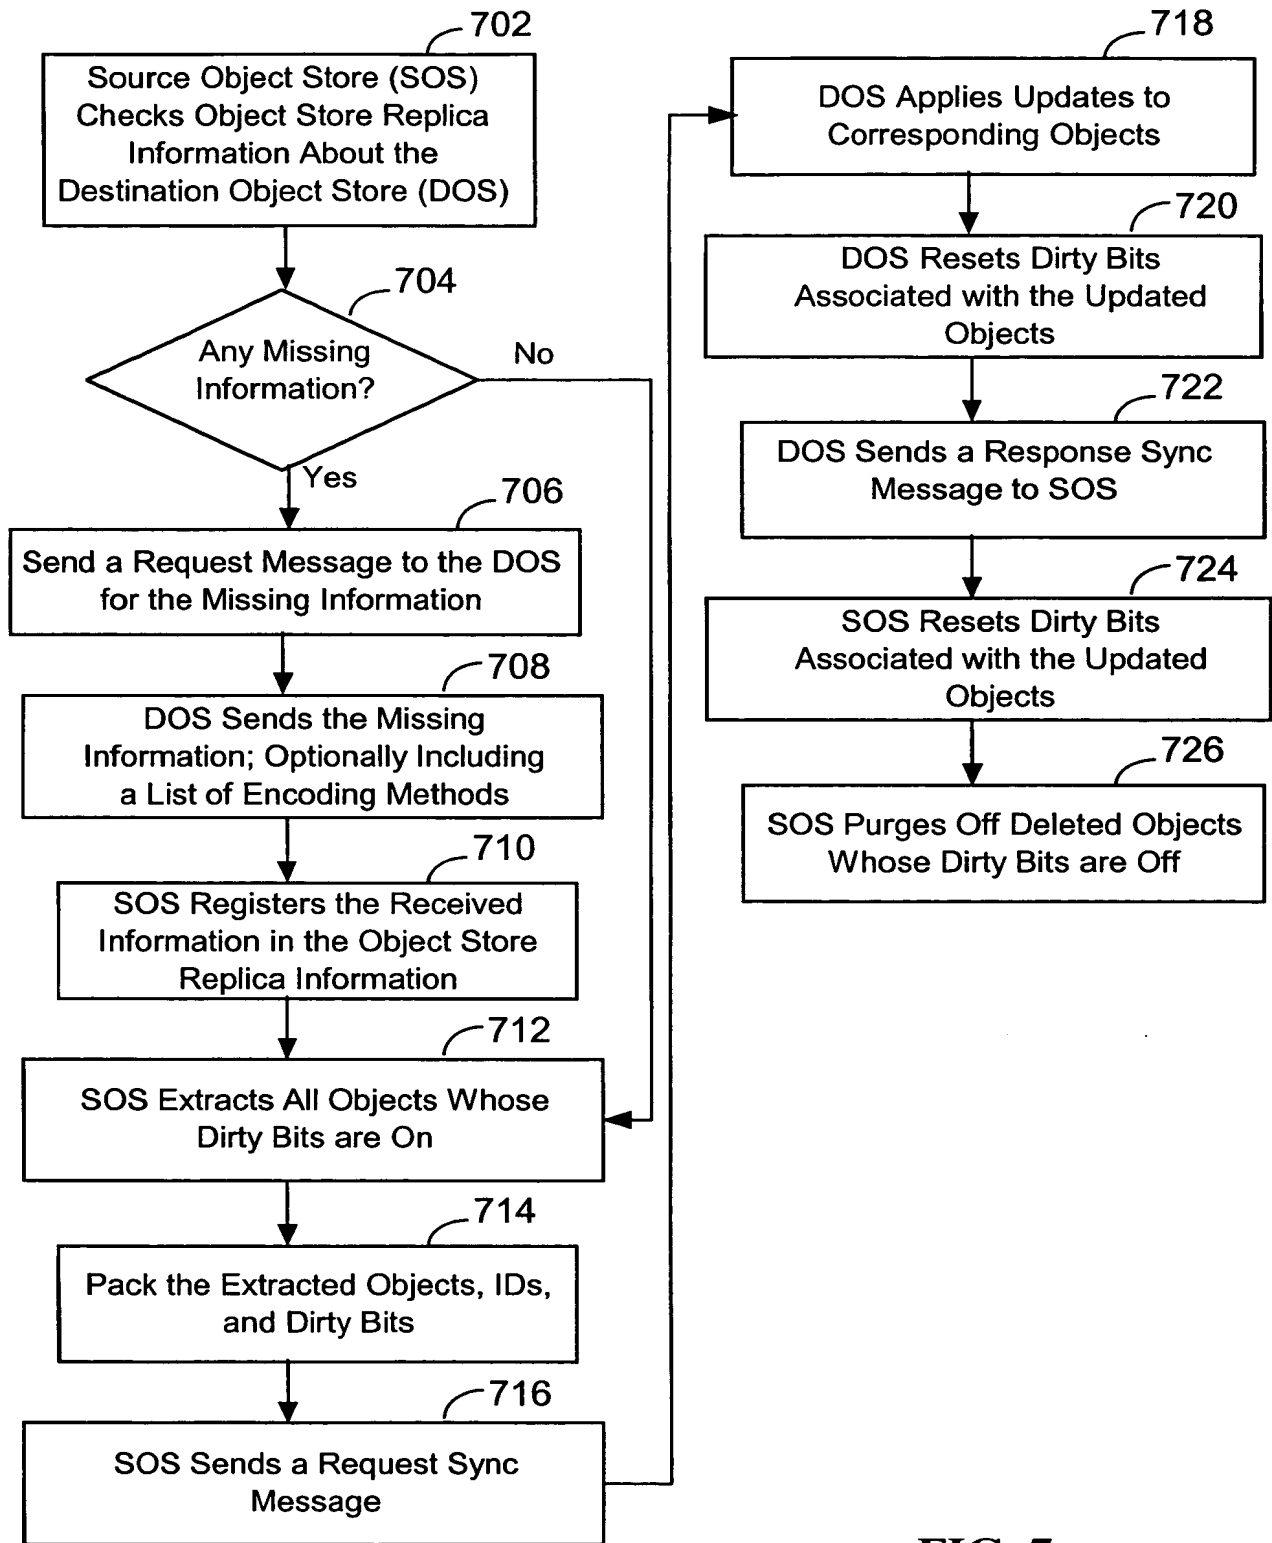 702
Source Object Store (SOS)
Checks Object Store Replica
Information About the
Destination Object Store (DOS)
704
Any Missing
Information?
No
Yes
706
Send a Request Message to the DOS
for the Missing Information
708
DOS Sends the Missing
Information; Optionally Including
a List of Encoding Methods
710
SOS Registers the Received
Information in the Object Store
Replica Information
712
SOS Extracts All Objects Whose
Dirty Bits are On
714
Pack the Extracted Objects, IDs,
and Dirty Bits
716
SOS Sends a Request Sync
Message
718
DOS Applies Updates to
Corresponding Objects
720
DOS Resets Dirty Bits
Associated with the Updated
Objects
722
DOS Sends a Response Sync
Message to SOS
724
SOS Resets Dirty Bits
Associated with the Updated
Objects
726
SOS Purges Off Deleted Objects
Whose Dirty Bits are Off